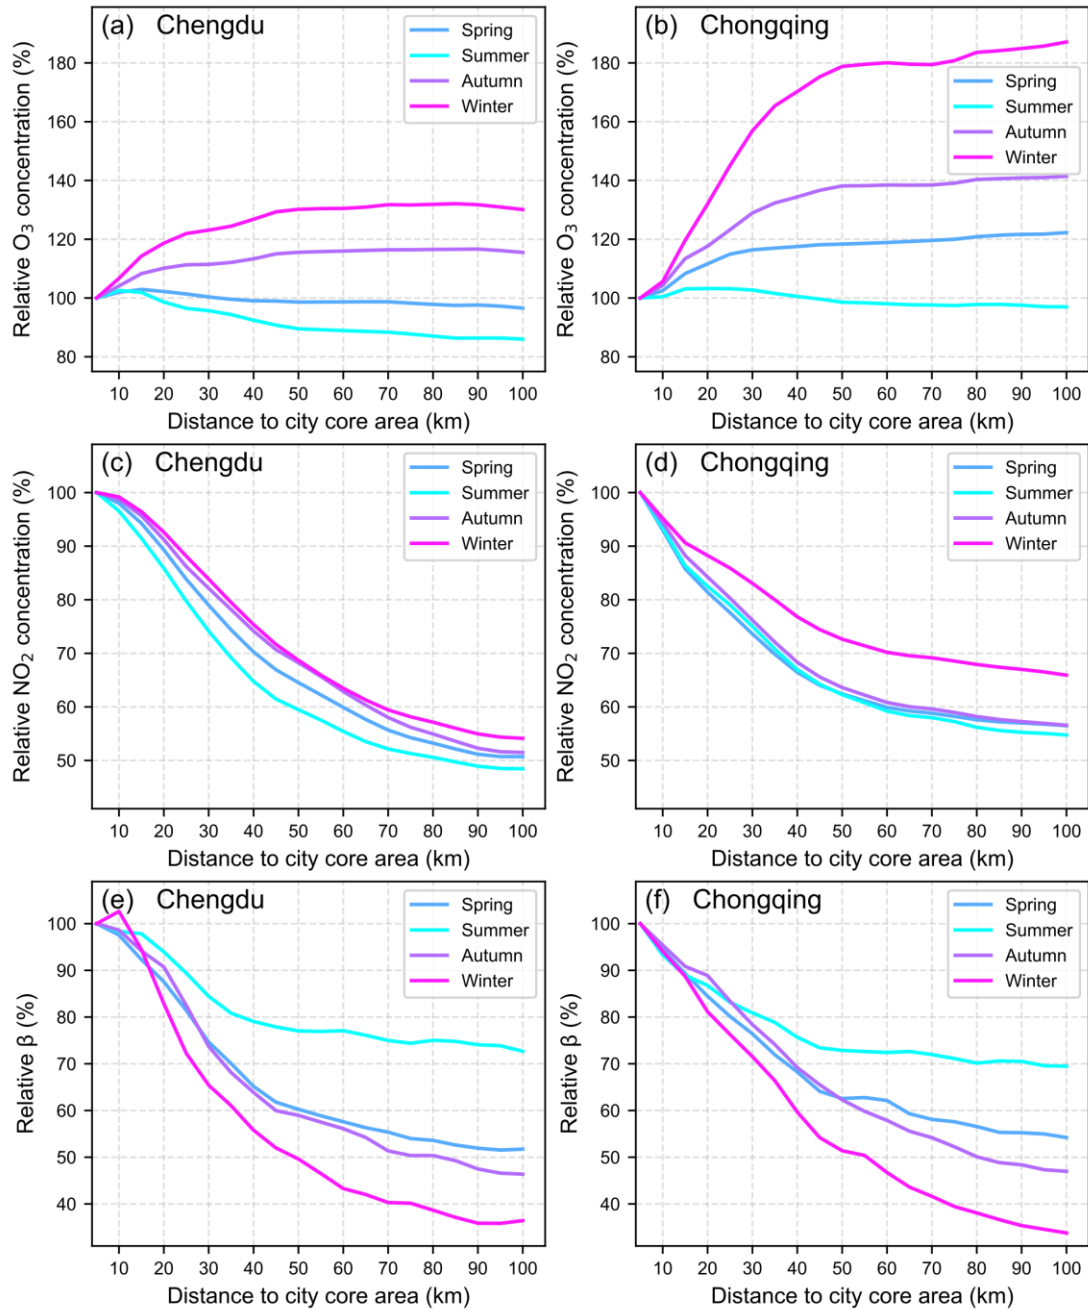 (a) Chengdu
Spring
Summer
Autumn
Winter
180
160
140
120
100
80
Relative O₃ concentration (%)
10 20 30 40 50 60 70 80 90 100
Distance to city core area (km)
(b) Chongqing
Spring
Summer
Autumn
Winter
180
160
140
120
100
80
Relative O₃ concentration (%)
10 20 30 40 50 60 70 80 90 100
Distance to city core area (km)
(c) Chengdu
Spring
Summer
Autumn
Winter
100
90
80
70
60
50
Relative NO₂ concentration (%)
10 20 30 40 50 60 70 80 90 100
Distance to city core area (km)
(d) Chongqing
Spring
Summer
Autumn
Winter
100
90
80
70
60
50
Relative NO₂ concentration (%)
10 20 30 40 50 60 70 80 90 100
Distance to city core area (km)
(e) Chengdu
Spring
Summer
Autumn
Winter
100
90
80
70
60
50
40
Relative β (%)
10 20 30 40 50 60 70 80 90 100
Distance to city core area (km)
(f) Chongqing
Spring
Summer
Autumn
Winter
100
90
80
70
60
50
40
Relative β (%)
10 20 30 40 50 60 70 80 90 100
Distance to city core area (km)